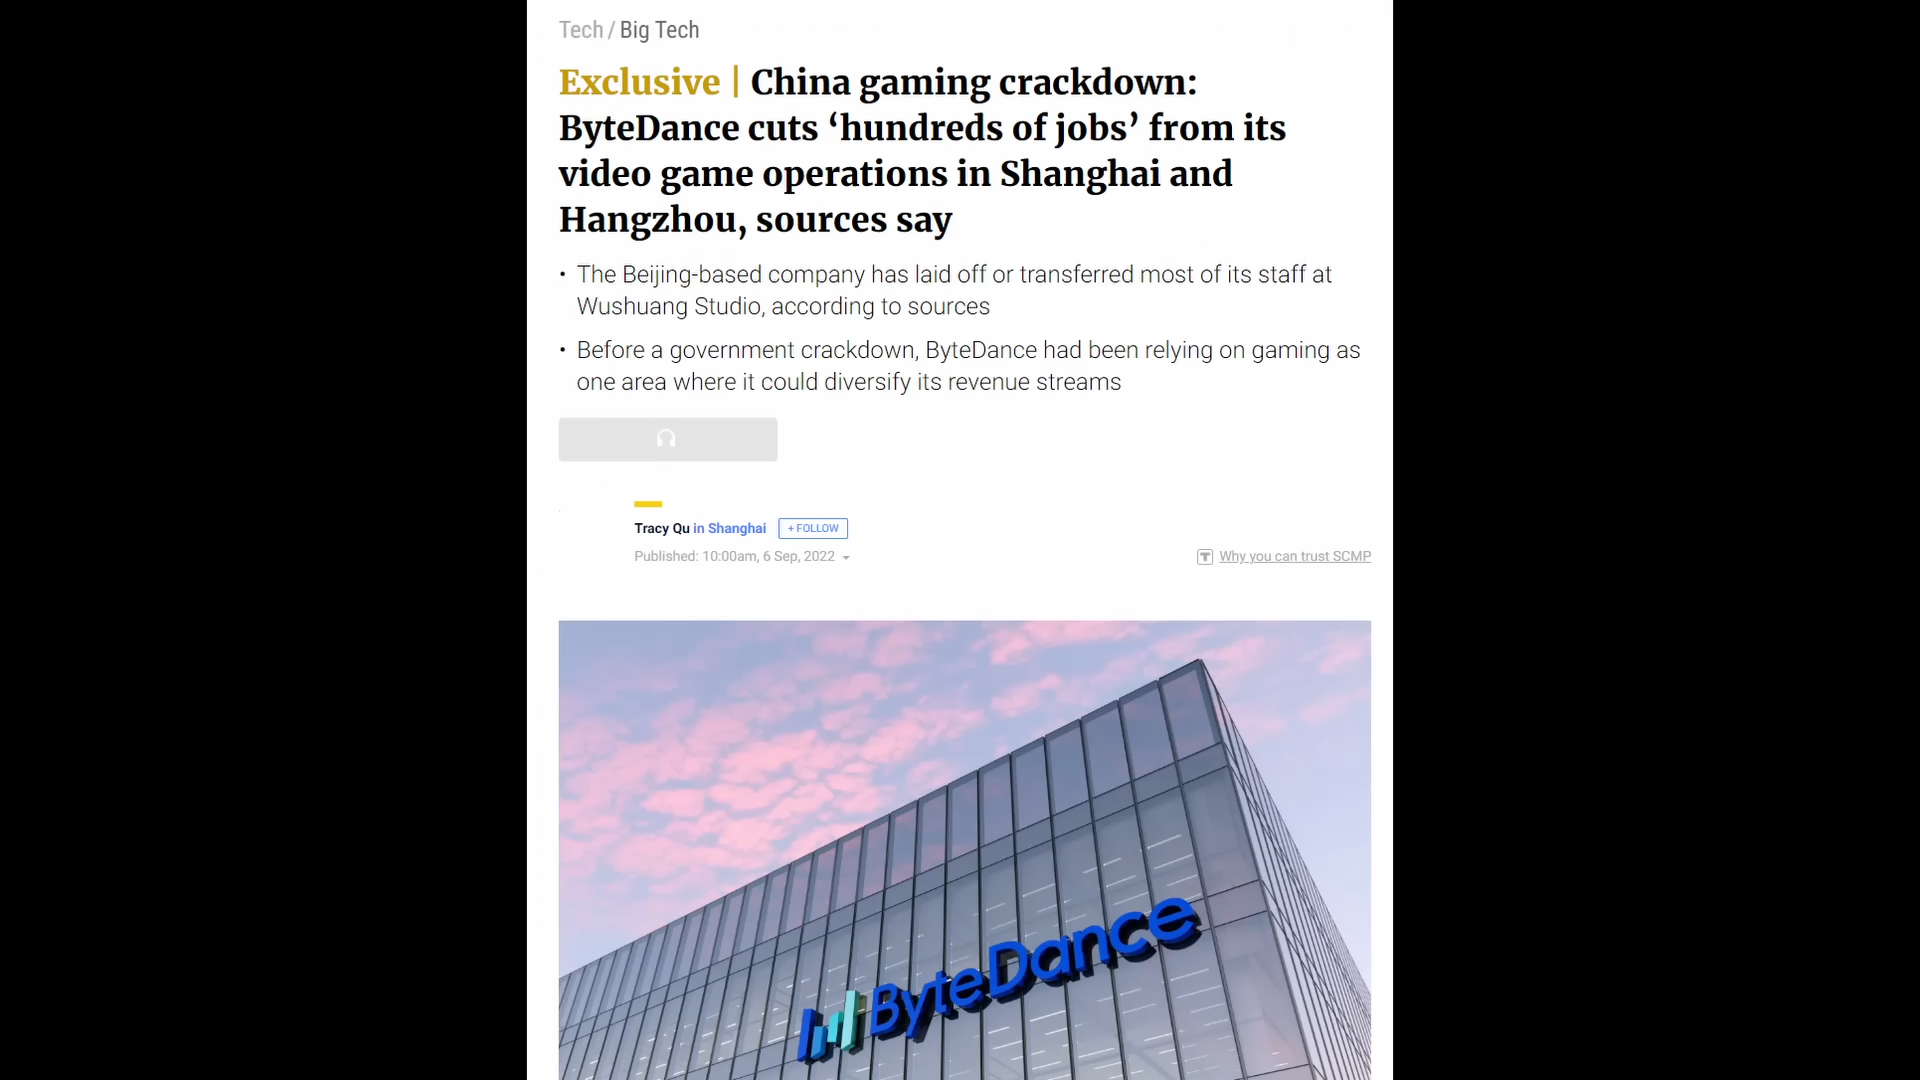 Tech / Big Tech
Exclusive | China gaming crackdown:
ByteDance cuts ‘hundreds of jobs’ from its
video game operations in Shanghai and
Hangzhou, sources say
• The Beijing-based company has laid off or transferred most of its staff at
Wushuang Studio, according to sources
• Before a government crackdown, ByteDance had been relying on gaming as
one area where it could diversify its revenue streams
Tracy Qu in Shanghai + FOLLOW
Published: 10:00am, 6 Sep, 2022
T Why you can trust SCMP
ByteDance